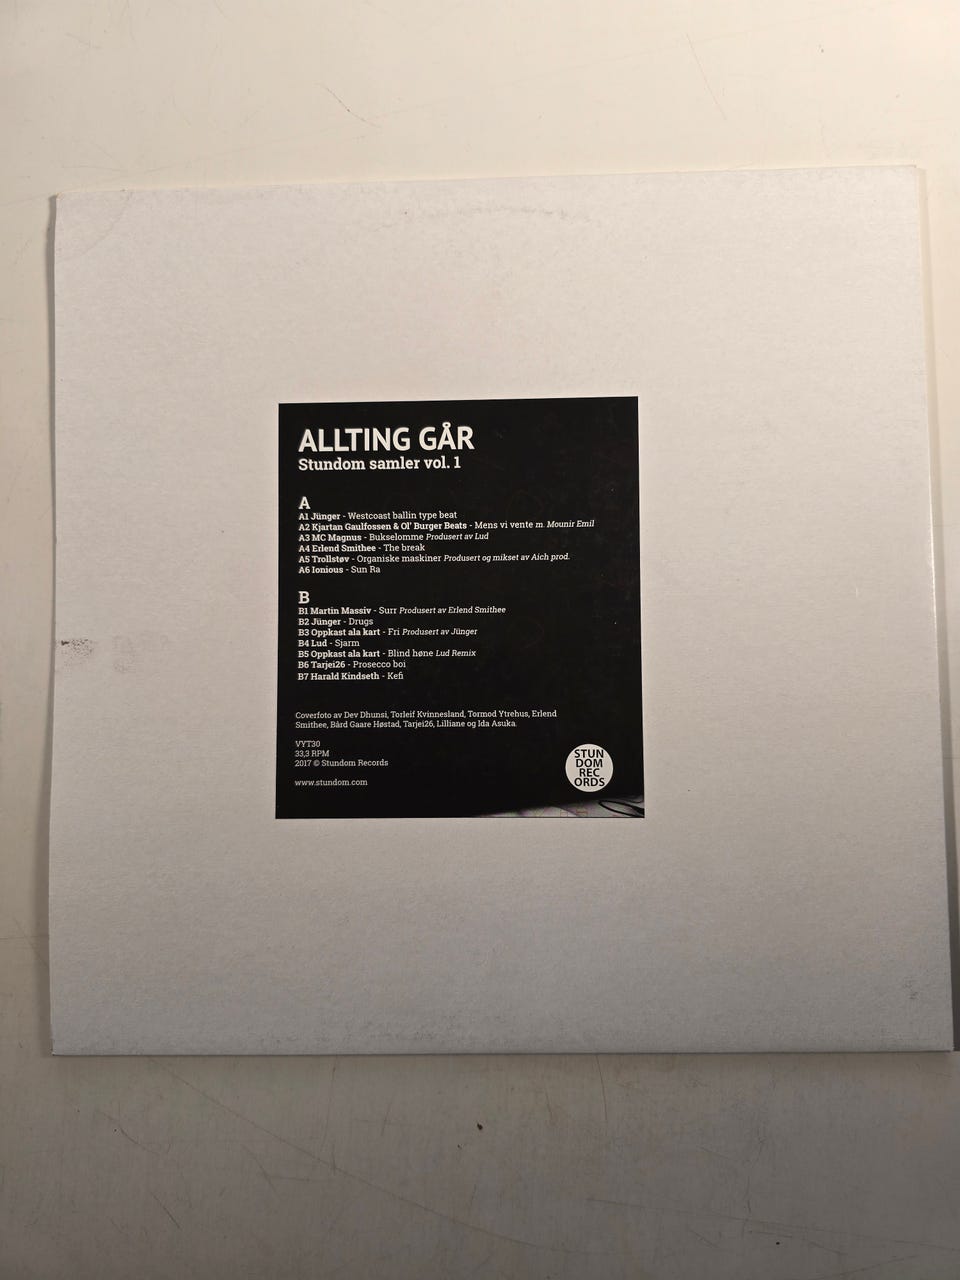 ALLTING GÅR
Stundom samler vol. 1
A
A1 Jünger - Westcoast ballin type beat
A2 Kjartan Gaulfossen & Ol' Burger Beats - Mens vi vente m. Mounir Emil
A3 MC Magnus - Bukselomme Produsert av Lud
A4 Erlend Smithee - The break
A5 Trollstøv - Organiske maskiner Produsert og mikset av Aich prod.
A6 Ionious - Sun Ra
B
B1 Martin Massiv - Surr Produsert av Erlend Smithee
B2 Jünger - Drugs
B3 Oppkast ala kart - Fri Produsert av Jünger
B4 Lud - Sjarm
B5 Oppkast ala kart - Blind høne Lud Remix
B6 Tarjei26 - Prosecco boi
B7 Harald Kindseth - Kefi
Coverfoto av Dev Dhunsi, Torleif Kvinnesland, Tormod Ytrehus, Erlend
Smithee, Bård Gaare Høstad, Tarjei26, Lilliane og Ida Asuka.
VYT30
33,3 RPM
2017 © Stundom Records
www.stundom.com
STUN
DOM
REC
ORDS